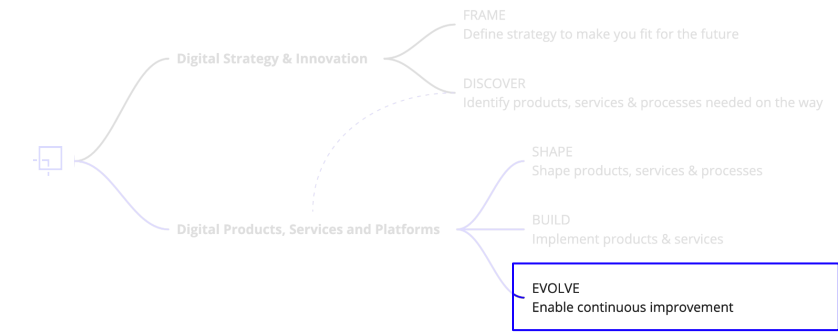 FRAME
Define strategy to make you fit for the future
Digital Strategy & Innovation
DISCOVER
Identify products, services & processes needed on the way
SHAPE
Shape products, services & processes
Digital Products, Services and Platforms
BUILD
Implement products & services
EVOLVE
Enable continuous improvement